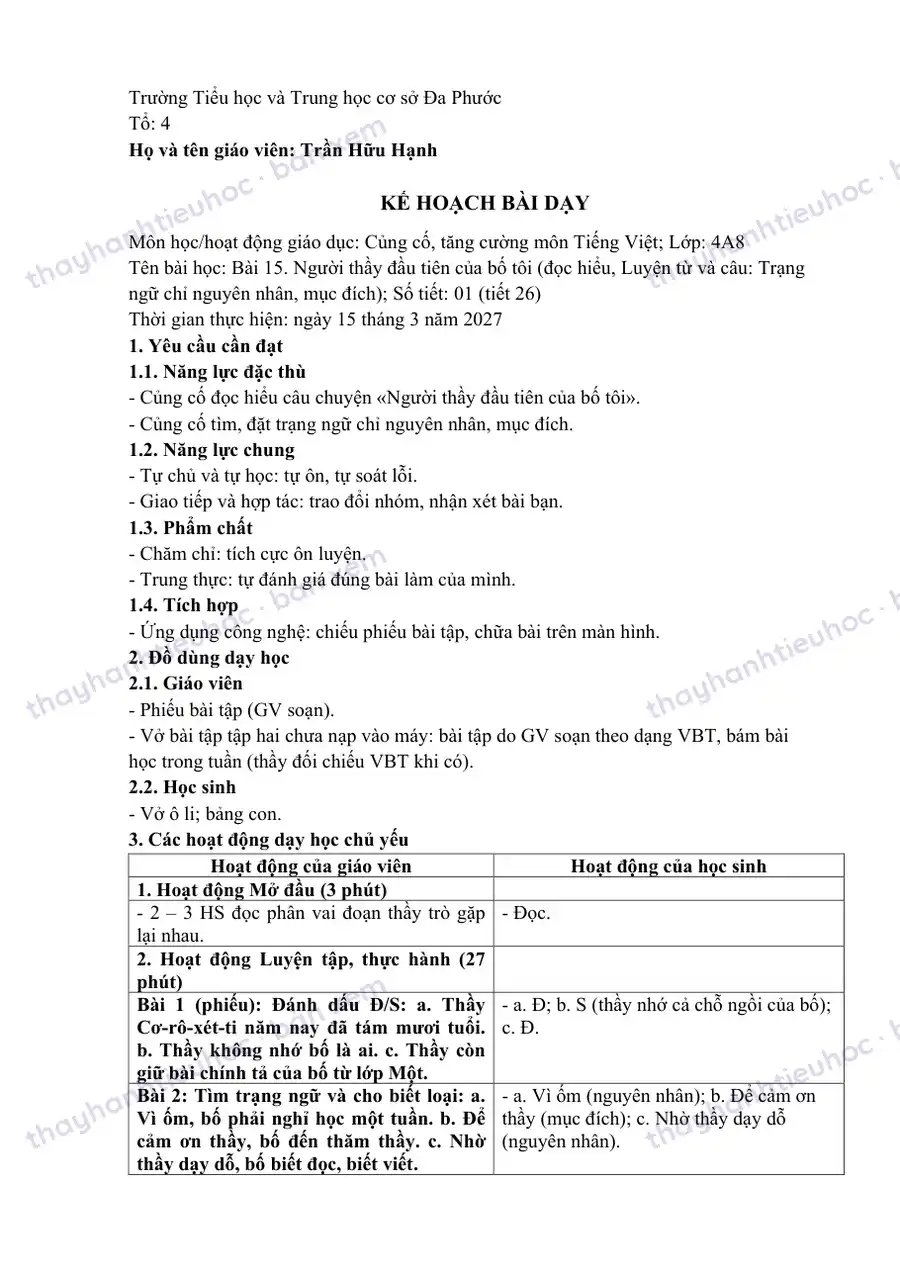 Trường Tiểu học và Trung học cơ sở Đa Phước
Tổ: 4
Họ và tên giáo viên: Trần Hữu Hạnh
KẾ HOẠCH BÀI DẠY
Môn học/hoạt động giáo dục: Củng cố, tăng cường môn Tiếng Việt; Lớp: 4A8
Tên bài học: Bài 15. Người thầy đầu tiên của bố tôi (đọc hiểu, Luyện từ và câu: Trạng
ngữ chỉ nguyên nhân, mục đích); Số tiết: 01 (tiết 26)
Thời gian thực hiện: ngày 15 tháng 3 năm 2027
1. Yêu cầu cần đạt
1.1. Năng lực đặc thù
- Củng cố đọc hiểu câu chuyện «Người thầy đầu tiên của bố tôi».
- Củng cố tìm, đặt trạng ngữ chỉ nguyên nhân, mục đích.
1.2. Năng lực chung
- Tự chủ và tự học: tự ôn, tự soát lỗi.
- Giao tiếp và hợp tác: trao đổi nhóm, nhận xét bài bạn.
1.3. Phẩm chất
- Chăm chỉ: tích cực ôn luyện.
- Trung thực: tự đánh giá đúng bài làm của mình.
1.4. Tích hợp
- Ứng dụng công nghệ: chiếu phiếu bài tập, chữa bài trên màn hình.
2. Đồ dùng dạy học
2.1. Giáo viên
- Phiếu bài tập (GV soạn).
- Vở bài tập tập hai chưa nạp vào máy: bài tập do GV soạn theo dạng VBT, bám bài
học trong tuần (thầy đối chiếu VBT khi có).
2.2. Học sinh
- Vở ô li; bảng con.
3. Các hoạt động dạy học chủ yếu
Hoạt động của giáo viên
Hoạt động của học sinh
1. Hoạt động Mở đầu (3 phút)
- 2 – 3 HS đọc phân vai đoạn thầy trò gặp
lại nhau.
- Đọc.
2. Hoạt động Luyện tập, thực hành (27
phút)
Bài 1 (phiếu): Đánh dấu Đ/S: a. Thầy
Cơ-rô-xét-ti năm nay đã tám mươi tuổi.
b. Thầy không nhớ bố là ai. c. Thầy còn
giữ bài chính tả của bố từ lớp Một.
- a. Đ; b. S (thầy nhớ cả chỗ ngồi của bố);
c. Đ.
Bài 2: Tìm trạng ngữ và cho biết loại: a.
Vì ốm, bố phải nghỉ học một tuần. b. Để
cảm ơn thầy, bố đến thăm thầy. c. Nhờ
thầy dạy dỗ, bố biết đọc, biết viết.
- a. Vì ốm (nguyên nhân); b. Để cảm ơn
thầy (mục đích); c. Nhờ thầy dạy dỗ
(nguyên nhân).
thayhanhtieuhoc · bản xem
thayhanhtieuhoc · b
thayhanhtieuhoc · bản xem
thayhanhtieuhoc · b
thayhanhtieuhoc · bản xem
thayhanhtieuhoc · b